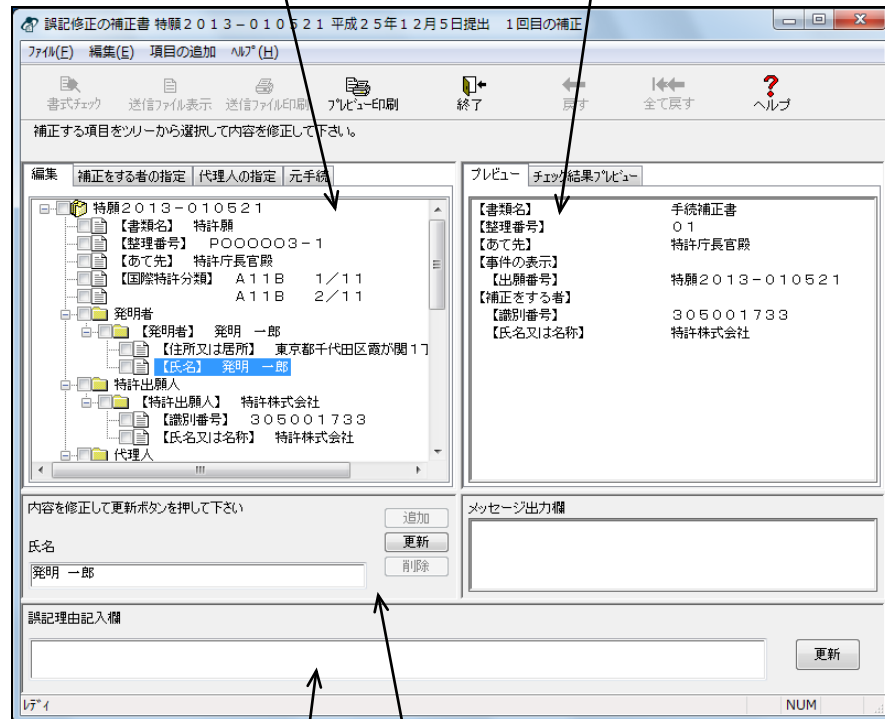 誤記修正の補正書 特願２０１３－０１０５２１ 平成２５年１２月５日提出　１回目の補正
ﾌｧｲﾙ(F)　編集(E)　項目の追加　ﾍﾙﾌﾟ(H)
書式ﾁｪｯｸ　送信ﾌｧｲﾙ表示　送信ﾌｧｲﾙ印刷　ﾌﾟﾚﾋﾞｭｰ印刷　終了　戻す　全て戻す　ヘルプ
補正する項目をツリーから選択して内容を修正して下さい。
編集　補正をする者の指定　代理人の指定　元手続
特願２０１３－０１０５２１
【書類名】　特許願
【整理番号】　Ｐ０００００３－１
【あて先】　特許庁長官殿
【国際特許分類】　Ａ１１Ｂ　　１／１１
Ａ１１Ｂ　　２／１１
発明者
【発明者】　発明　一郎
【住所又は居所】　東京都千代田区霞が関１丁
【氏名】　発明　一郎
特許出願人
【特許出願人】　特許株式会社
【識別番号】　３０５００１７３３
【氏名又は名称】　特許株式会社
代理人
プレビュー　チェック結果プレビュー
【書類名】　手続補正書
【整理番号】　０１
【あて先】　特許庁長官殿
【事件の表示】
【出願番号】　特願２０１３－０１０５２１
【補正をする者】
【識別番号】　３０５００１７３３
【氏名又は名称】　特許株式会社
内容を修正して更新ボタンを押して下さい
追加
更新
削除
氏名
発明 一郎
メッセージ出力欄
誤記理由記入欄
更新
ﾚﾃﾞｨ　NUM